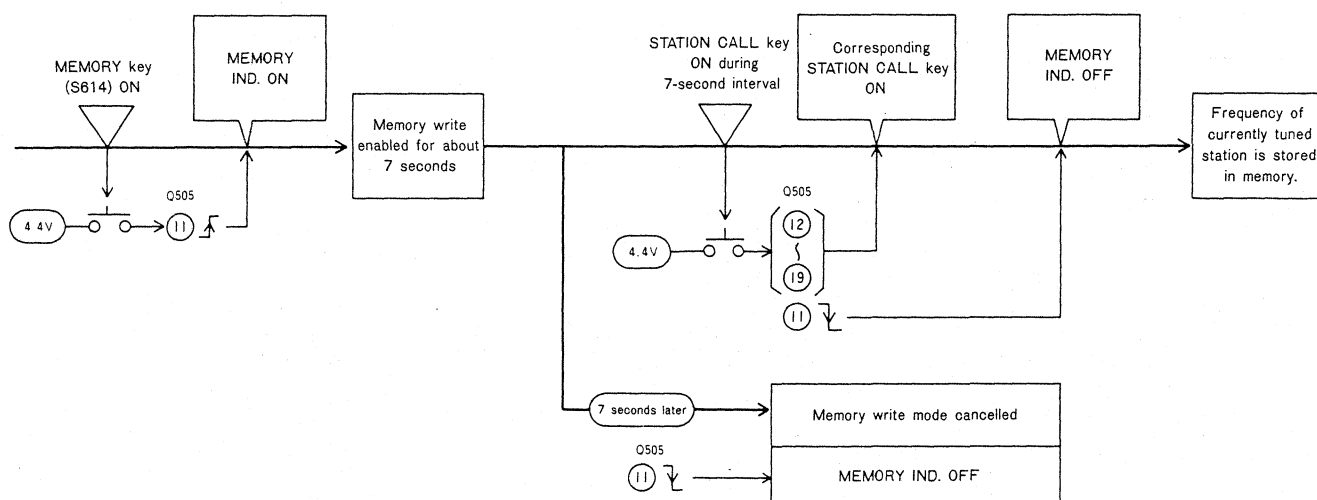 MEMORY key
(S614) ON
MEMORY
IND. ON
4 4V
Q505
11
Memory write
enabled for about
7 seconds
STATION CALL key
ON during
7-second interval
Corresponding
STATION CALL key
ON
MEMORY
IND. OFF
Frequency of
currently tuned
station is stored
in memory.
4.4V
Q505
12
19
11
7 seconds later
Memory write mode cancelled
Q505
11
MEMORY IND. OFF